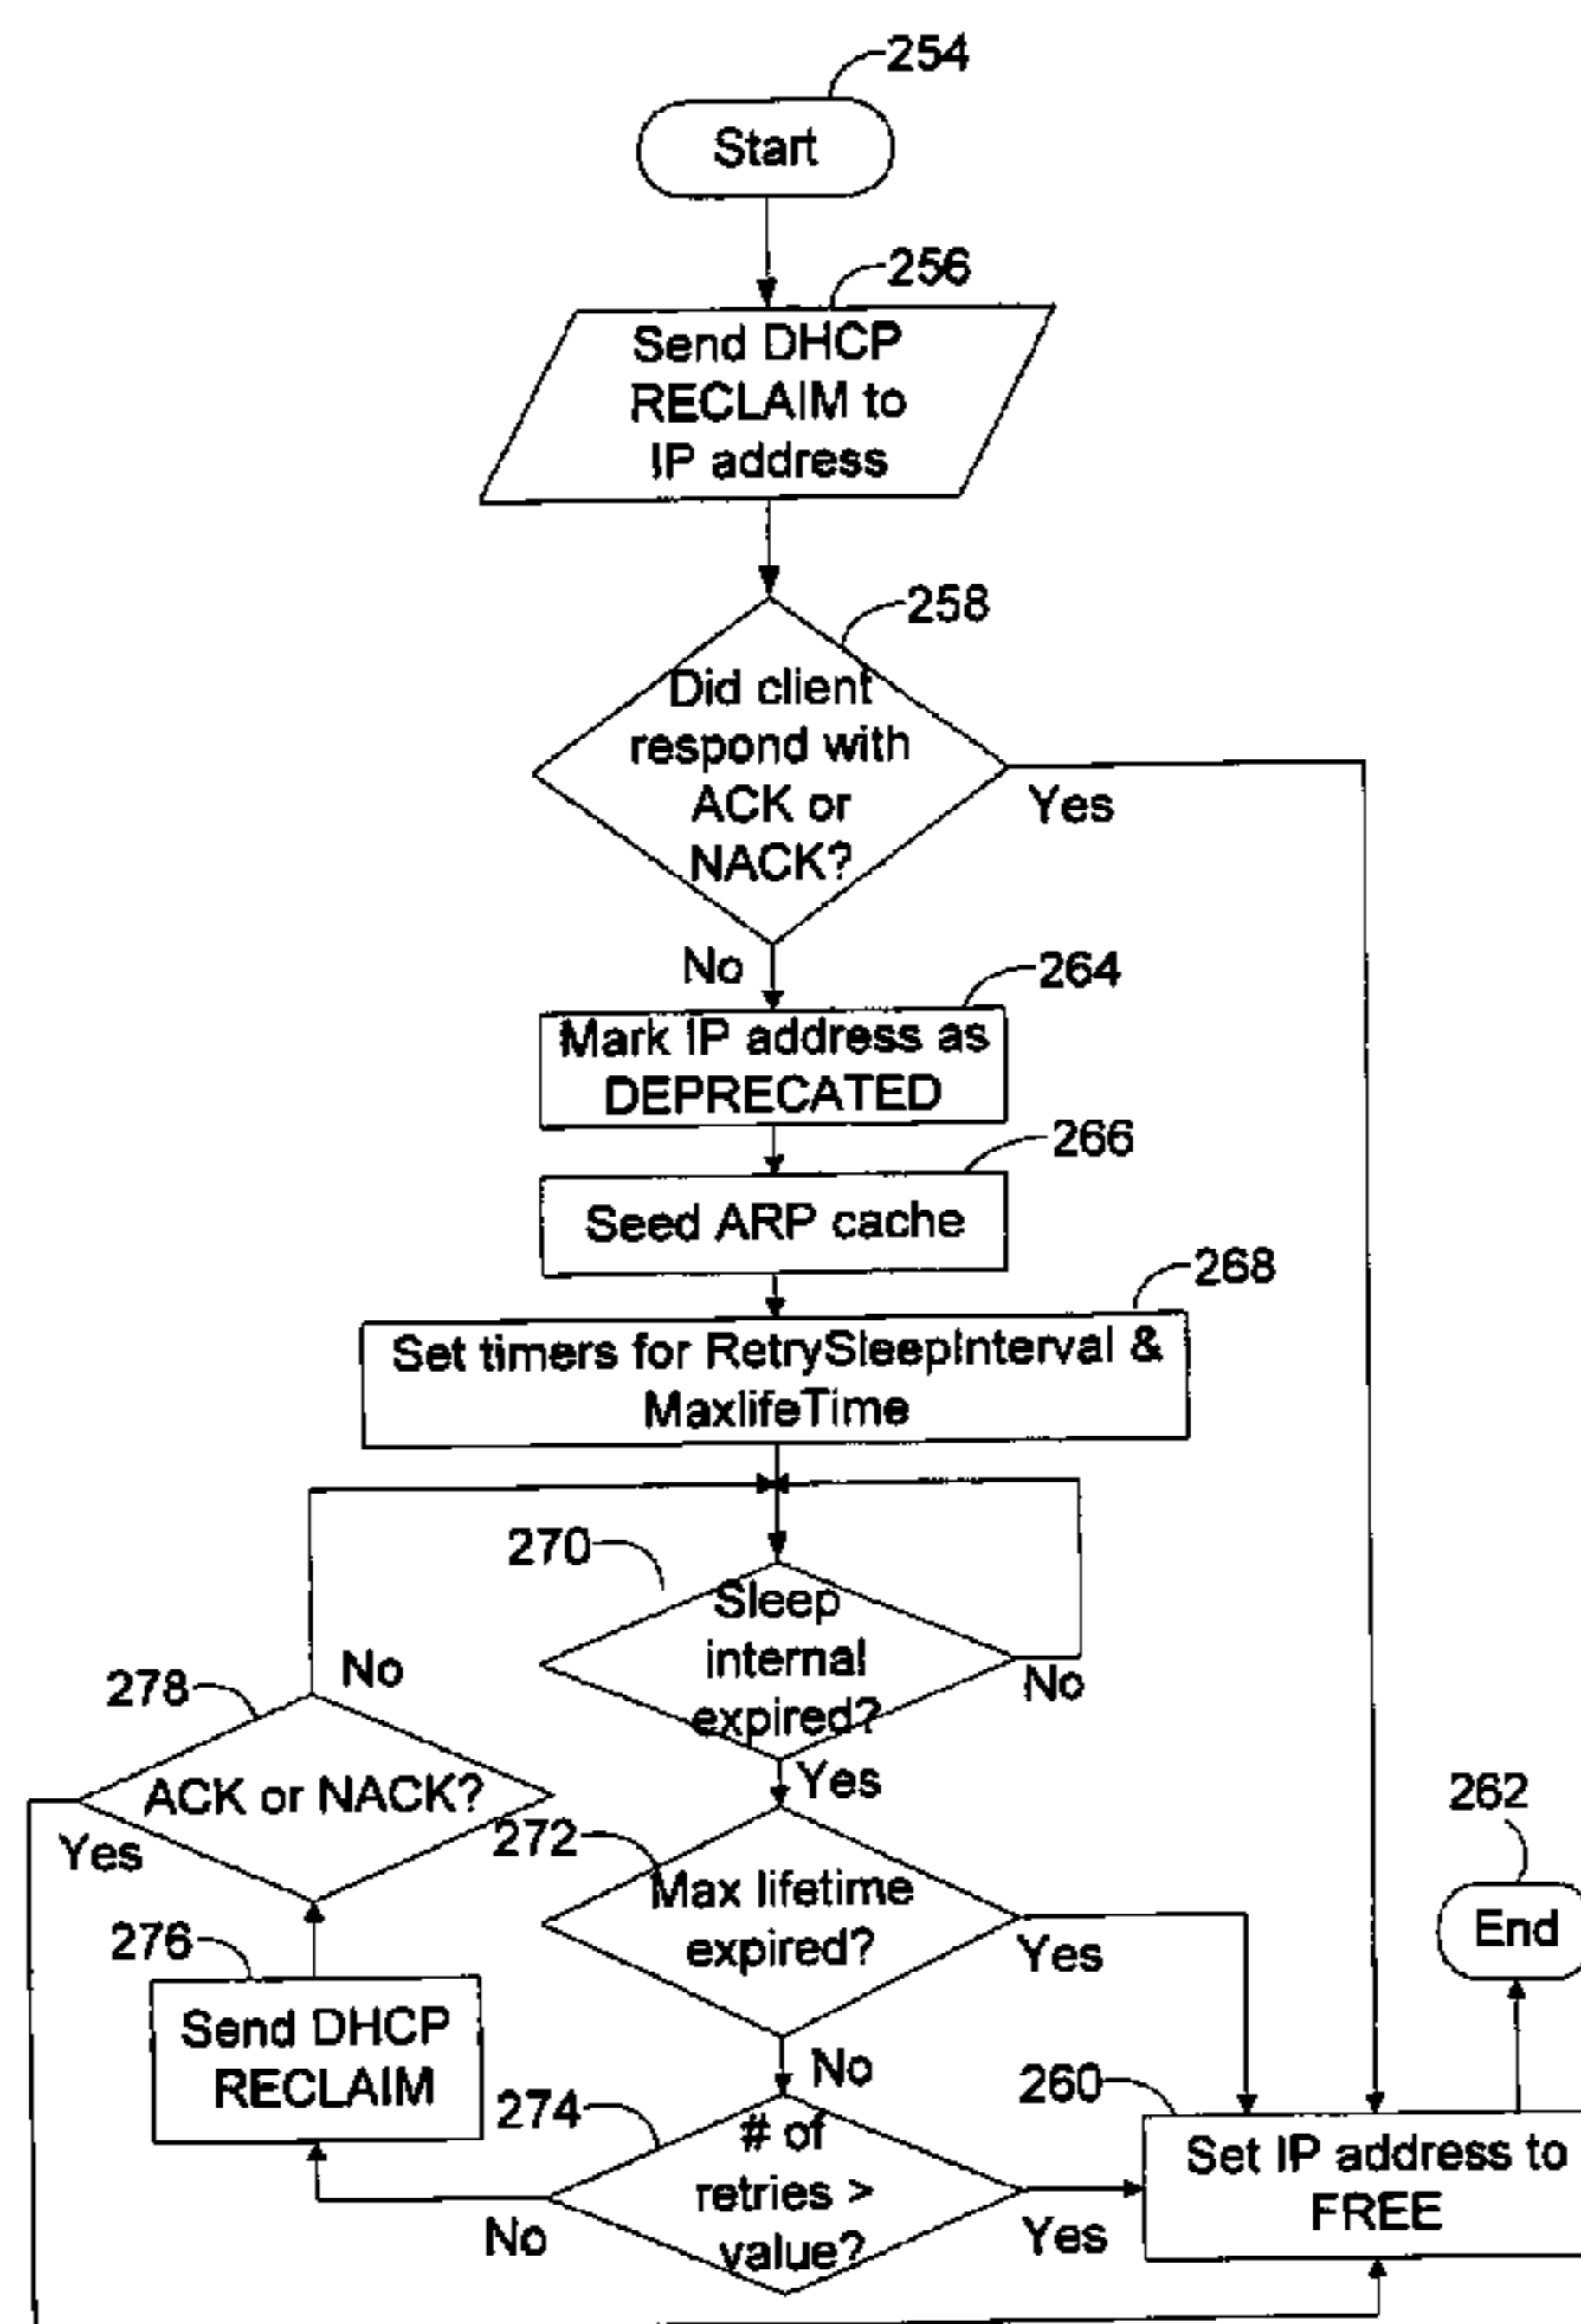 254
Start
256
Send DHCP
RECLAIM to
IP address
258
Did client
respond with
ACK or
NACK?
Yes
No
264
Mark IP address as
DEPRECATED
266
Seed ARP cache
268
Set timers for RetrySleepInterval &
MaxlifeTime
270
Sleep
internal
expired?
No
Yes
278
No
ACK or NACK?
Yes
272
Max lifetime
expired?
Yes
No
262
End
276
Send DHCP
RECLAIM
274
# of
retries >
value?
No
Yes
260
Set IP address to
FREE